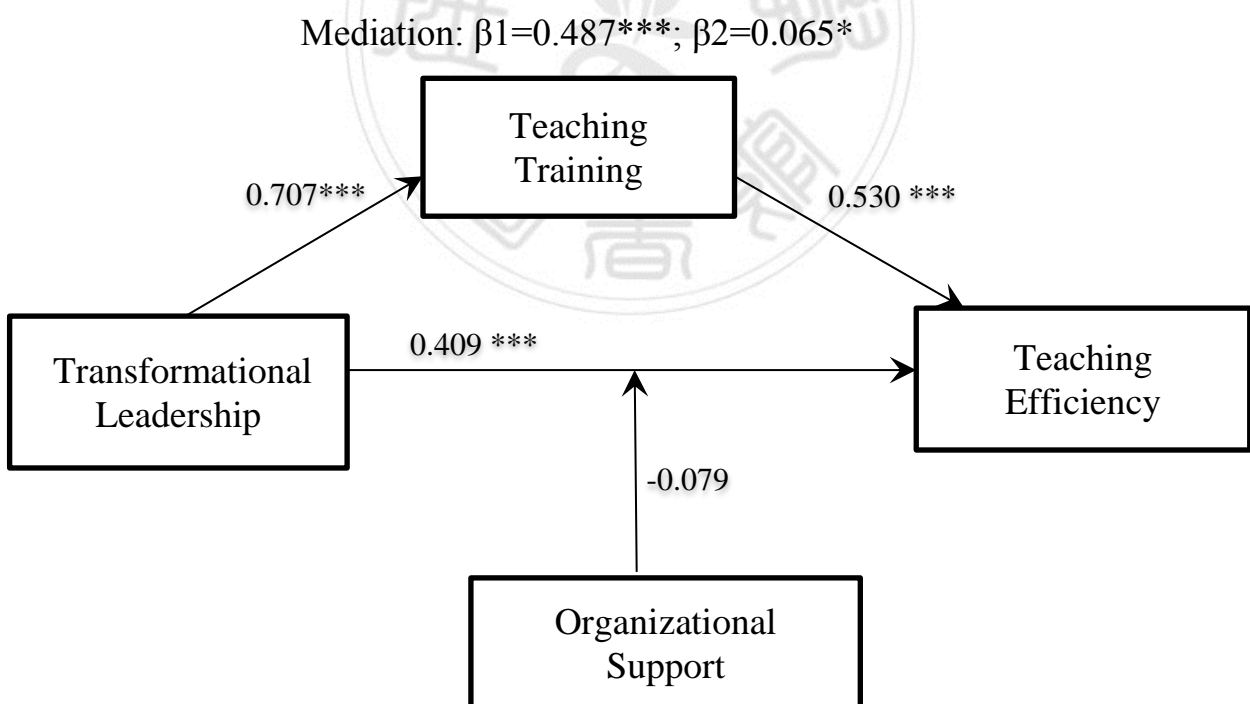 Mediation: β1=0.487***; β2=0.065*
Teaching
Training
0.707***
0.530 ***
0.409 ***
Transformational
Leadership
Teaching
Efficiency
-0.079
Organizational
Support